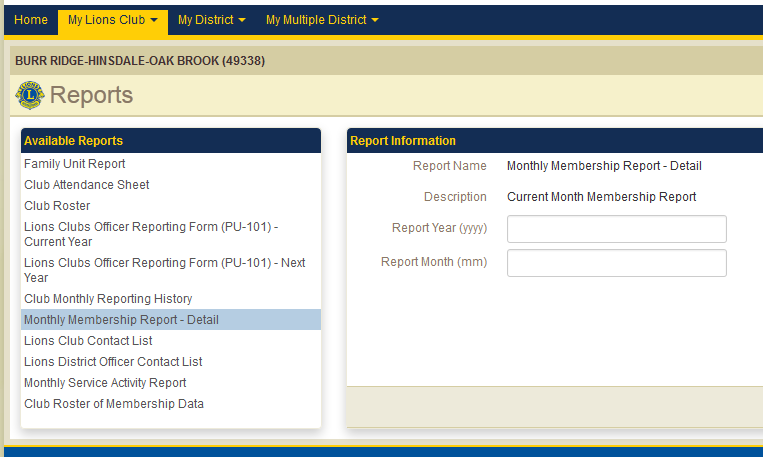 Home My Lions Club My District My Multiple District
BURR RIDGE-HINSDALE-OAK BROOK (49338)
Reports
Available Reports
Family Unit Report
Club Attendance Sheet
Club Roster
Lions Clubs Officer Reporting Form (PU-101) -
Current Year
Lions Clubs Officer Reporting Form (PU-101) - Next
Year
Club Monthly Reporting History
Monthly Membership Report - Detail
Lions Club Contact List
Lions District Officer Contact List
Monthly Service Activity Report
Club Roster of Membership Data
Report Information
Report Name Monthly Membership Report - Detail
Description Current Month Membership Report
Report Year (yyyy)
Report Month (mm)